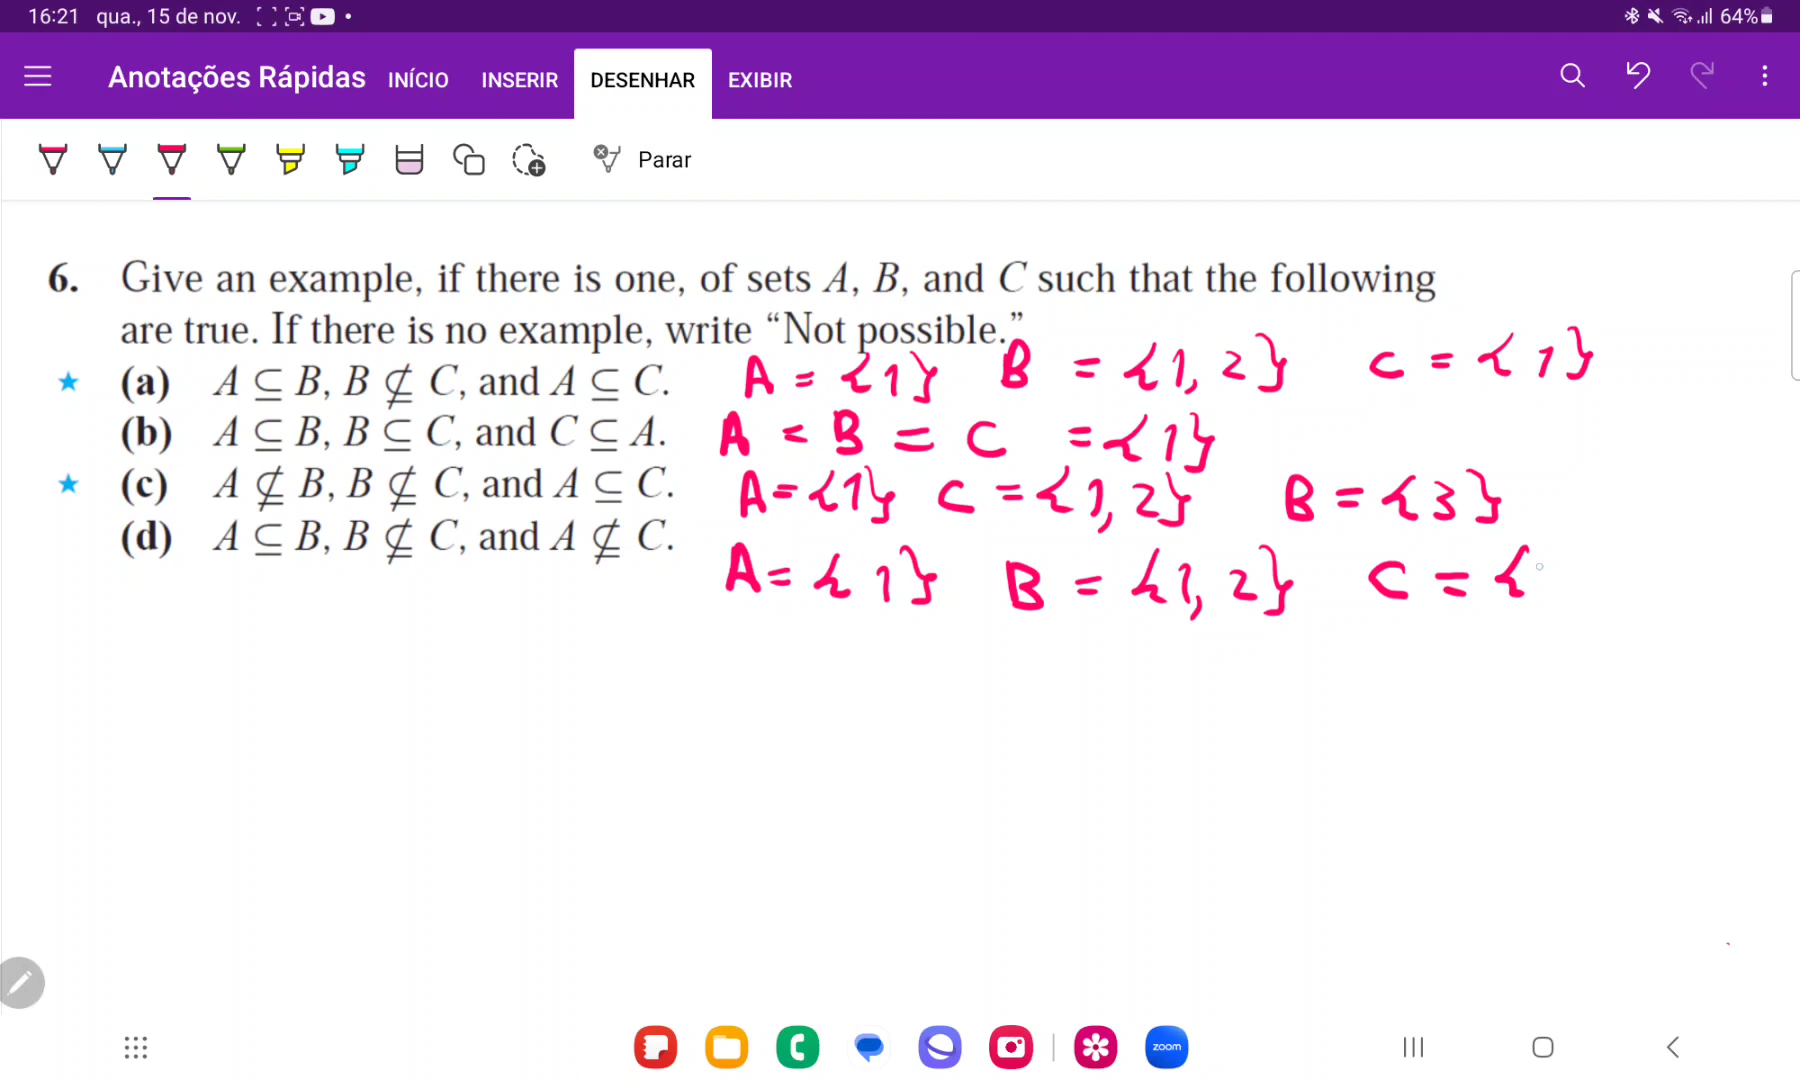 16:21 qua., 15 de nov. 64%
Anotações Rápidas INÍCIO INSERIR DESENHAR EXIBIR
Parar
6. Give an example, if there is one, of sets A, B, and C such that the following
are true. If there is no example, write “Not possible.”
★ (a) A ⊆ B, B ⊈ C, and A ⊆ C. A = {1} B = {1, 2} C = {1}
(b) A ⊆ B, B ⊆ C, and C ⊆ A. A = B = C = {1}
★ (c) A ⊈ B, B ⊈ C, and A ⊆ C. A = {1} C = {1, 2} B = {3}
(d) A ⊆ B, B ⊈ C, and A ⊈ C. A = {1} B = {1, 2} C = {
zoom